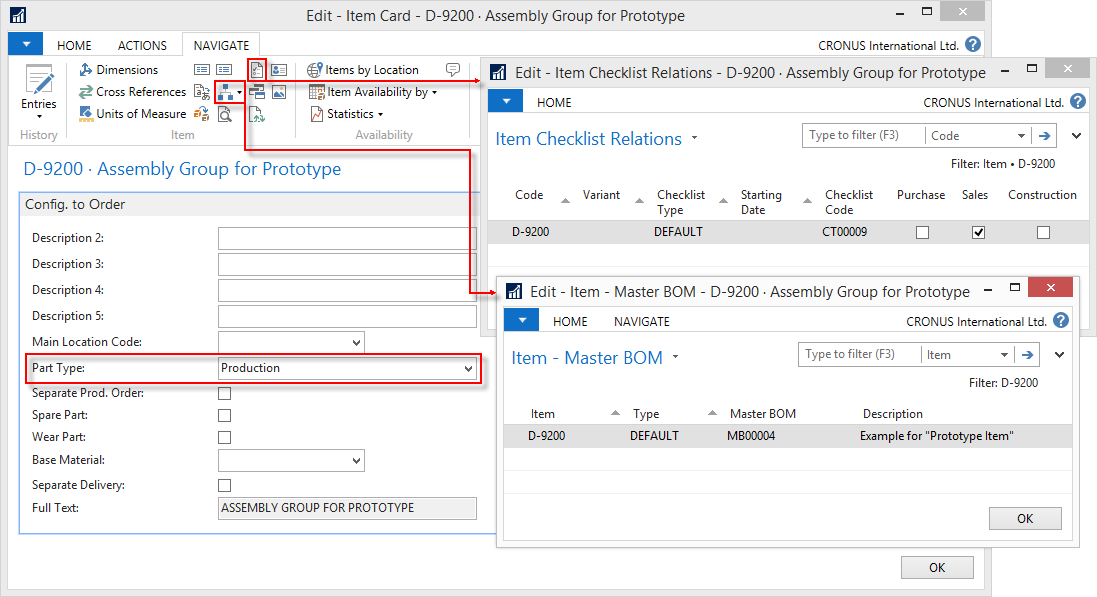 Edit - Item Card - D-9200 · Assembly Group for Prototype
HOME ACTIONS NAVIGATE
CRONUS International Ltd.
Entries
History
Dimensions
Cross References
Units of Measure
Item
Items by Location
Item Availability by
Statistics
Availability
D-9200 · Assembly Group for Prototype
Config. to Order
Description 2:
Description 3:
Description 4:
Description 5:
Main Location Code:
Part Type: Production
Separate Prod. Order:
Spare Part:
Wear Part:
Base Material:
Separate Delivery:
Full Text: ASSEMBLY GROUP FOR PROTOTYPE
OK
Edit - Item Checklist Relations - D-9200 · Assembly Group for Prototype
HOME
CRONUS International Ltd.
Item Checklist Relations
Type to filter (F3) Code
Filter: Item • D-9200
Code Variant Checklist Type Starting Date Checklist Code Purchase Sales Construction
D-9200 DEFAULT CT00009
Edit - Item - Master BOM - D-9200 · Assembly Group for Prototype
HOME NAVIGATE
CRONUS International Ltd.
Item - Master BOM
Type to filter (F3) Item
Filter: D-9200
Item Type Master BOM Description
D-9200 DEFAULT MB00004 Example for "Prototype Item"
OK